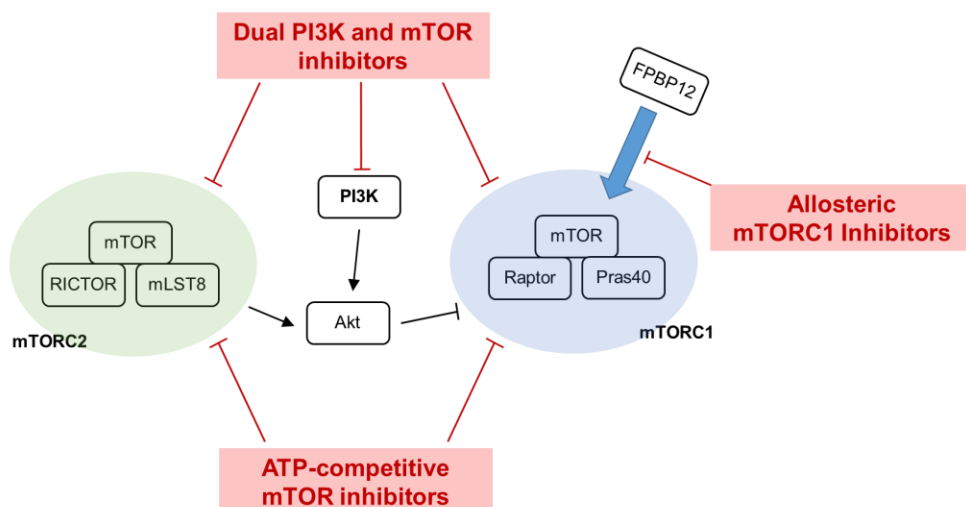 Dual PI3K and mTOR
inhibitors
FPBP12
PI3K
Allosteric
mTORC1 Inhibitors
mTOR
RICTOR
mLST8
mTORC2
Akt
mTOR
Raptor
Pras40
mTORC1
ATP-competitive
mTOR inhibitors